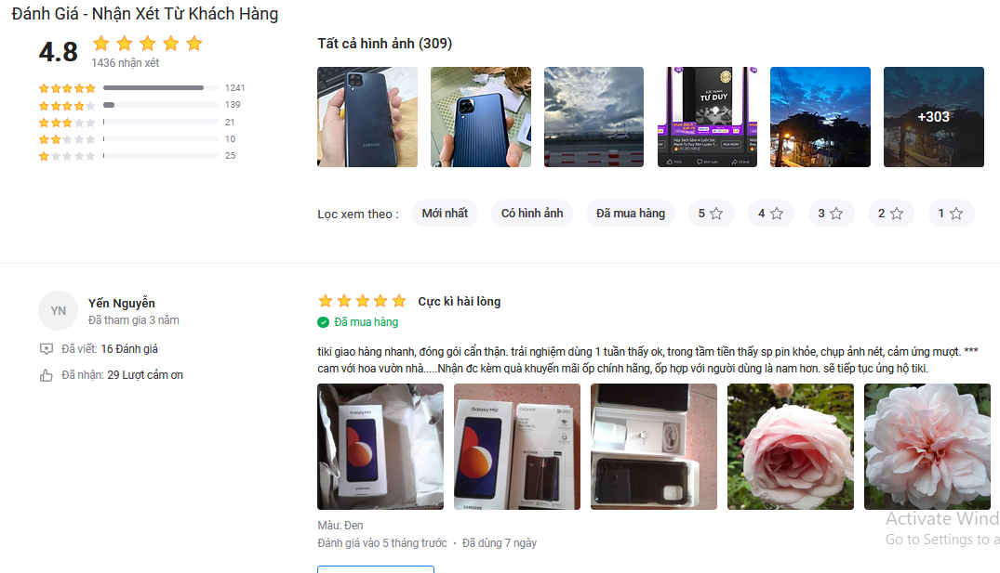 Đánh Giá - Nhận Xét Từ Khách Hàng
4.8
1436 nhận xét
1241
139
21
10
25
Tất cả hình ảnh (309)
SAMSUNG
TƯ DUY
+303
Lọc xem theo :
Mới nhất
Có hình ảnh
Đã mua hàng
5
4
3
2
1
YN
Yến Nguyễn
Đã tham gia 3 năm
Đã viết: 16 Đánh giá
Đã nhận: 29 Lượt cảm ơn
Cực kì hài lòng
Đã mua hàng
tiki giao hàng nhanh, đóng gói cẩn thận. trải nghiệm dùng 1 tuần thấy ok, trong tầm tiền thấy sp pin khỏe, chụp ảnh nét, cảm ứng mượt. ***
cam với hoa vườn nhà.....Nhận đc kèm quà khuyến mãi ốp chính hãng, ốp hợp với người dùng là nam hơn. sẽ tiếp tục ủng hộ tiki.
Galaxy M12
Galaxy M12
SAMSUNG
Màu: Đen
Đánh giá vào 5 tháng trước • Đã dùng 7 ngày
Activate Wind
Go to Settings to a